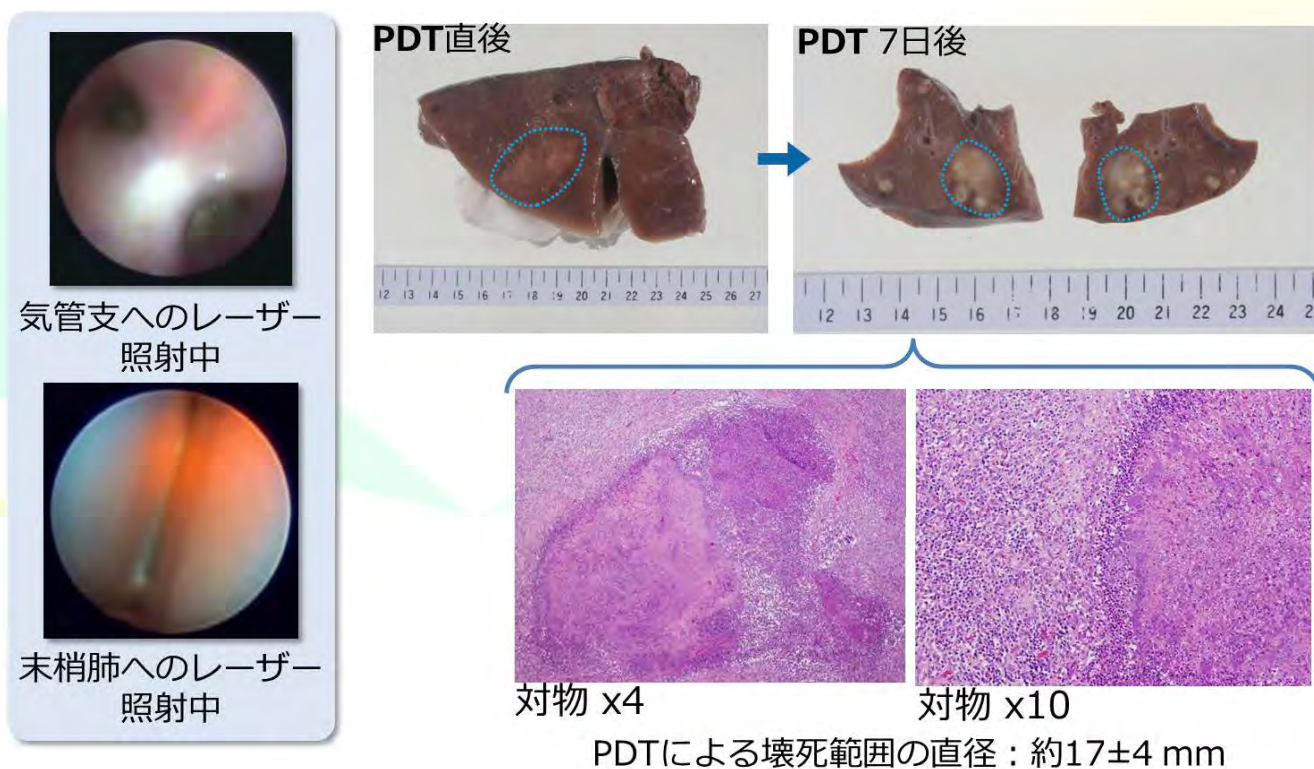 気管支へのレーザー
照射中
末梢肺へのレーザー
照射中
PDT直後
12 13 14 15 16 17 18 19 20 21 22 23 24 25 26 27
PDT 7日後
12 13 14 15 16 17 18 19 20 21 22 23 24
対物 x4
対物 x10
PDTによる壊死範囲の直径：約17±4 mm